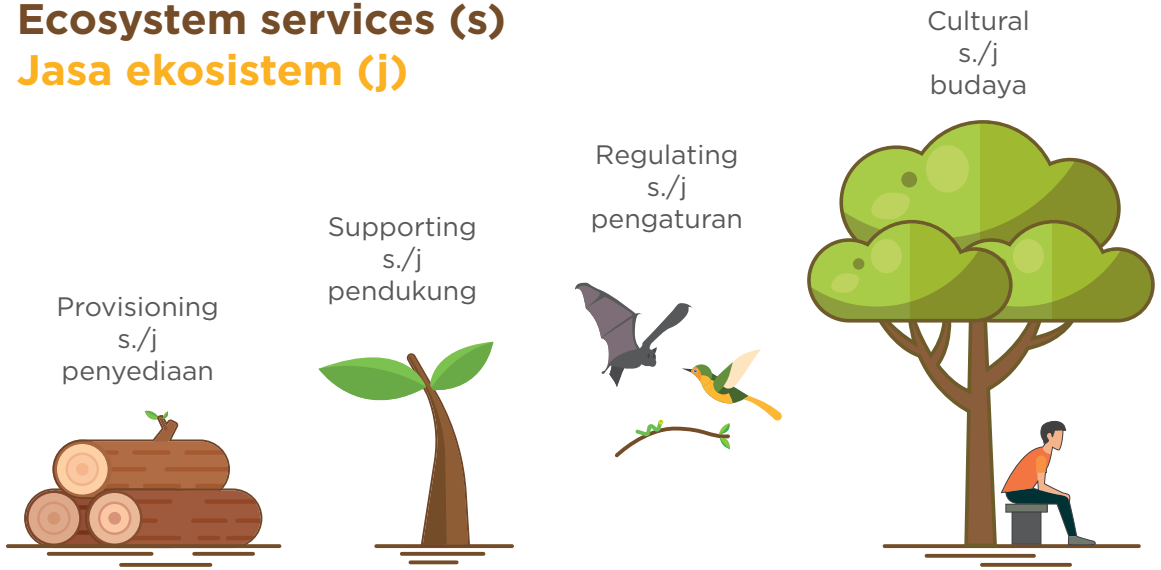 Ecosystem services (s)
Jasa ekosistem (j)
Provisioning
s./j
penyediaan
Supporting
s./j
pendukung
Regulating
s./j
pengaturan
Cultural
s./j
budaya